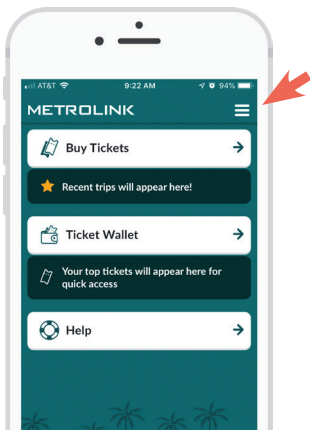 AT&T 9:22 AM 94%
METROLINK
Buy Tickets
Recent trips will appear here!
Ticket Wallet
Your top tickets will appear here for
quick access
Help